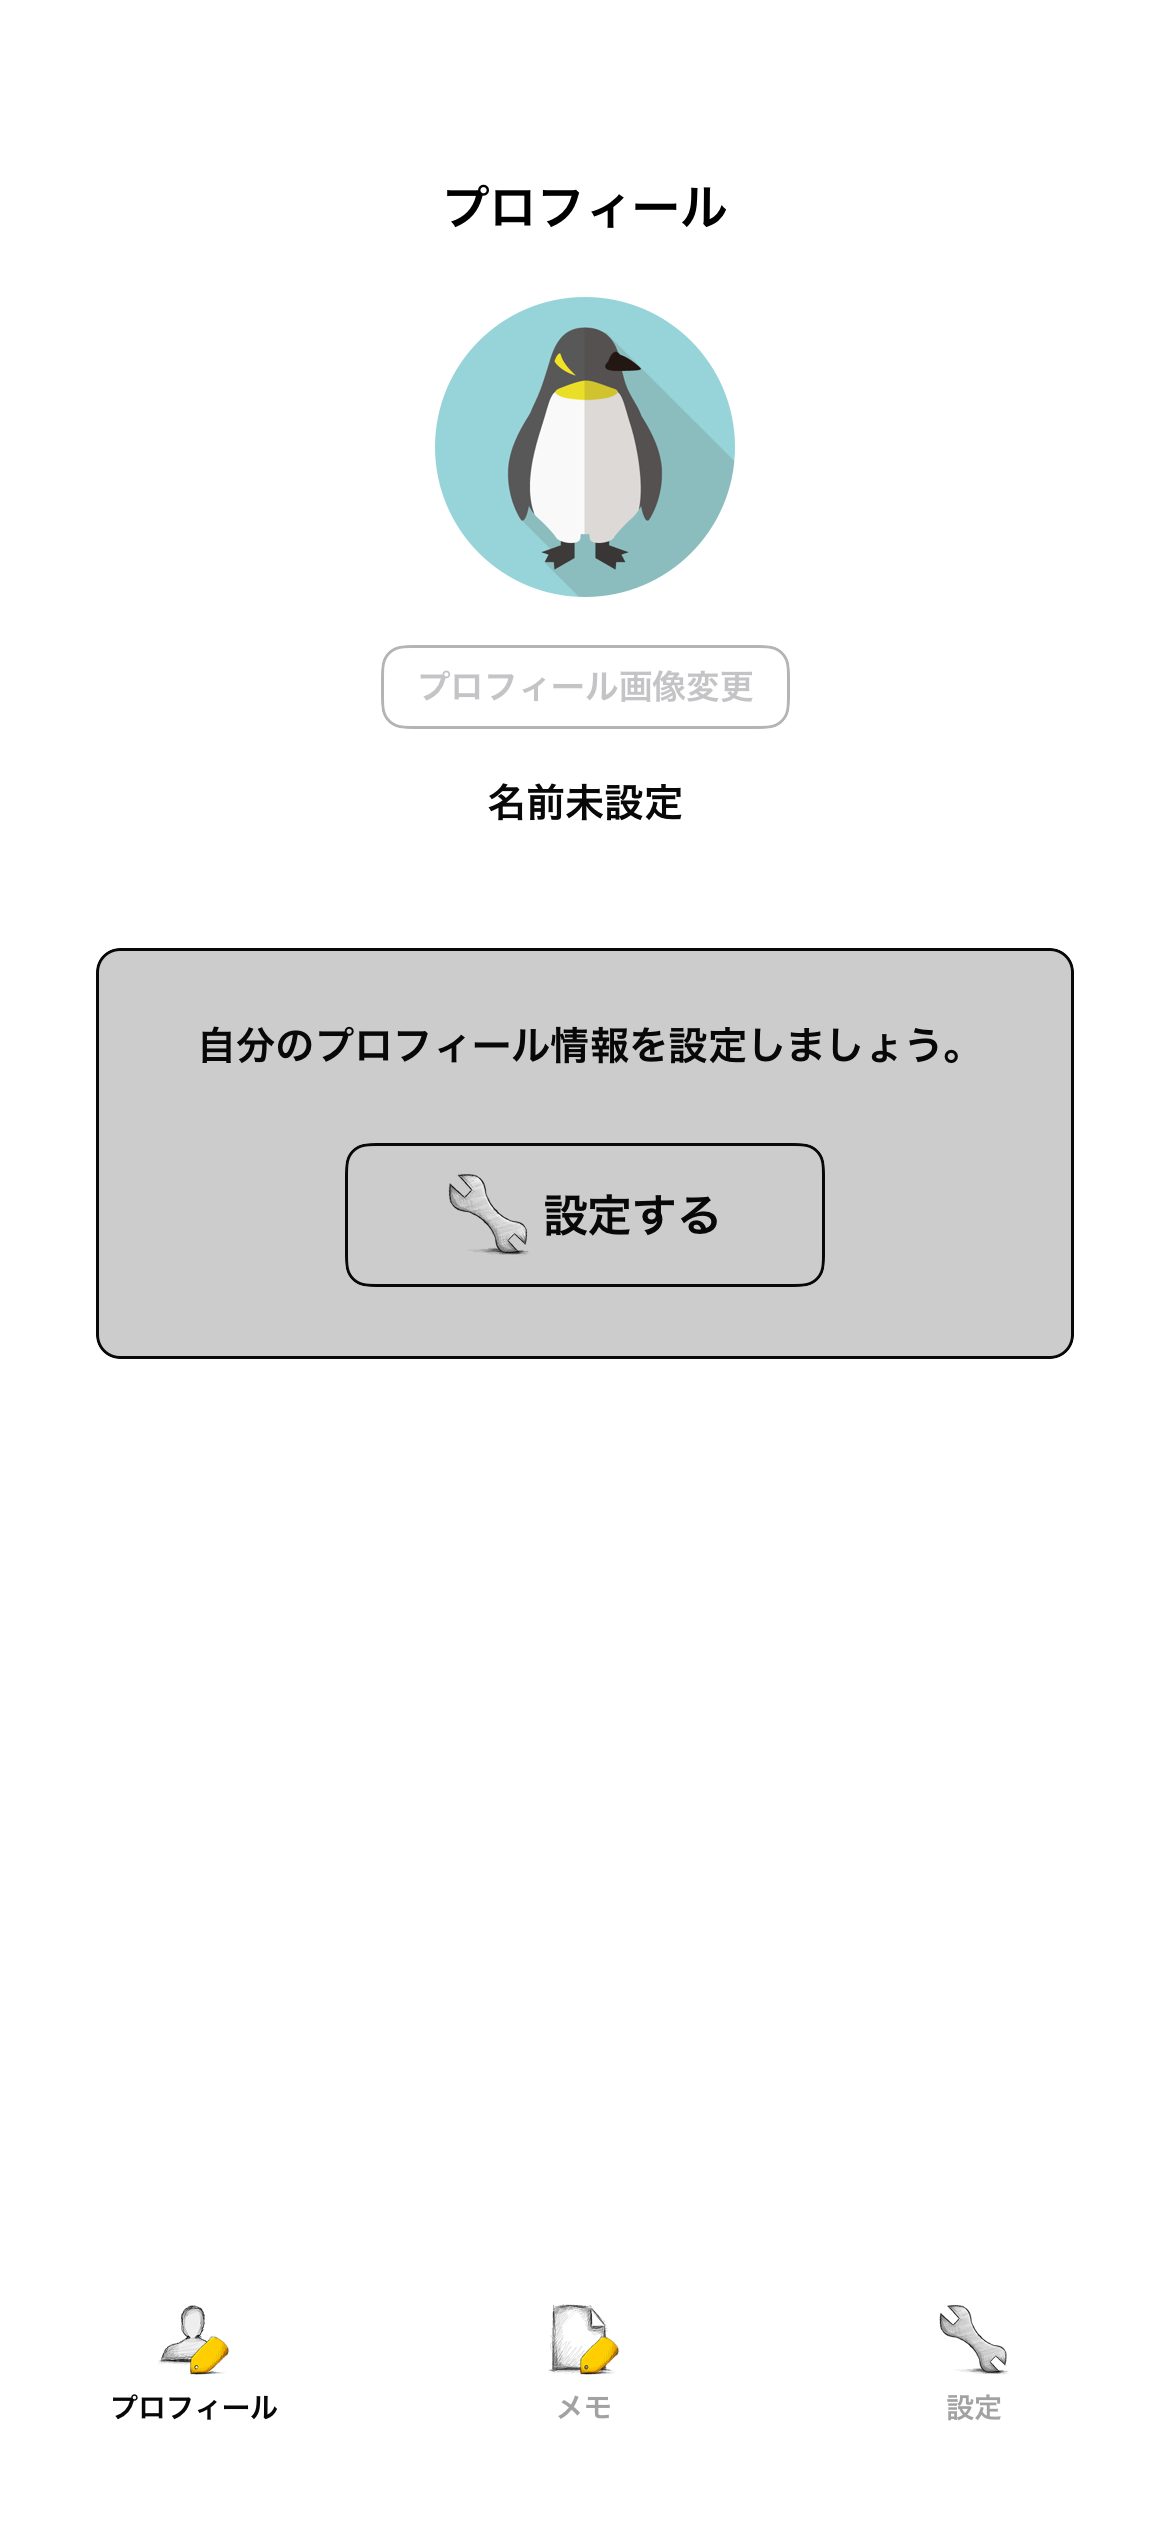 プロフィール
プロフィール画像変更
名前未設定
自分のプロフィール情報を設定しましょう。
設定する
プロフィール
メモ
設定